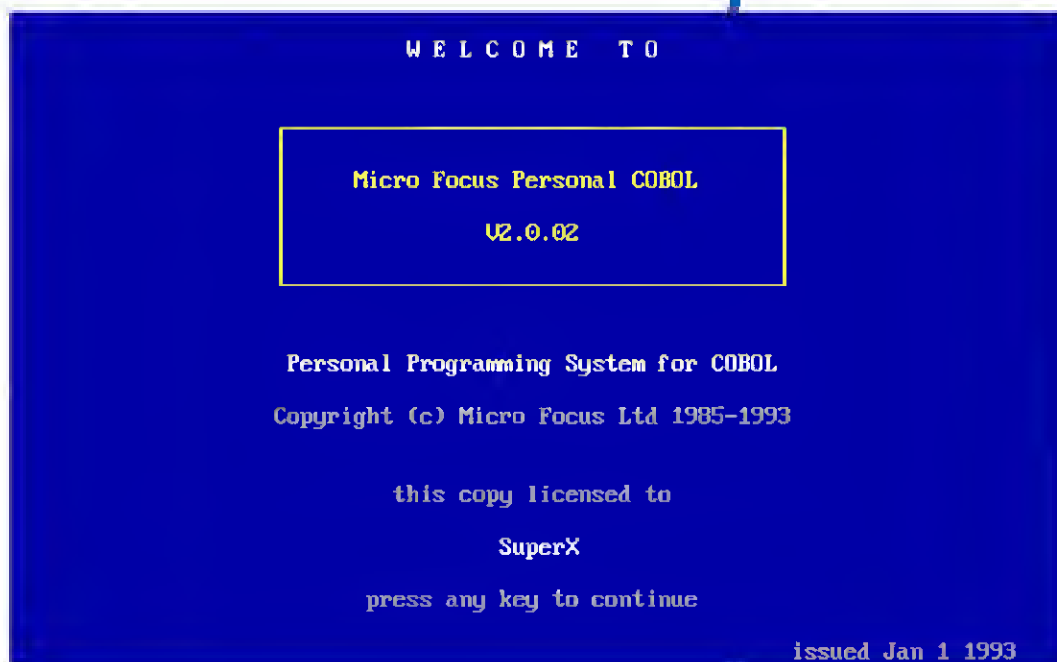 W E L C O M E   T O
Micro Focus Personal COBOL
V2.0.02
Personal Programming System for COBOL
Copyright (c) Micro Focus Ltd 1985-1993
this copy licensed to
SuperX
press any key to continue
issued Jan 1 1993